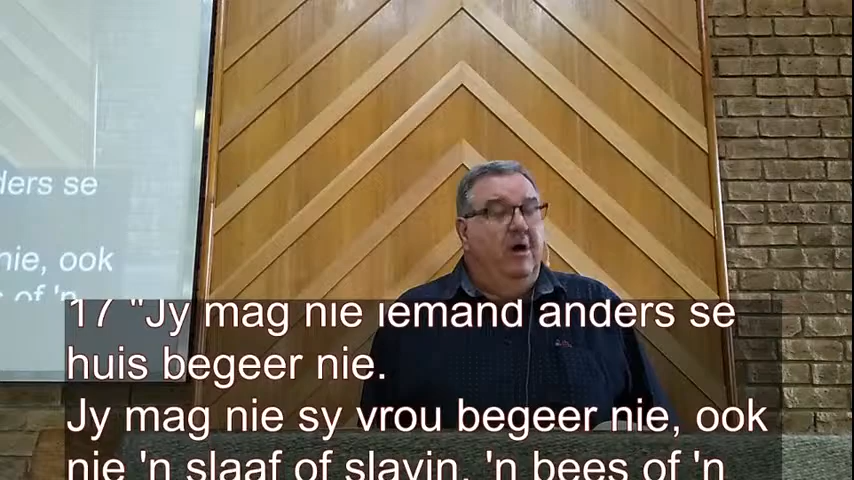 ders se
nie, ook
of 'n
17 "Jy mag nie iemand anders se
huis begeer nie.
Jy mag nie sy vrou begeer nie, ook
nie 'n slaaf of slavin, 'n bees of 'n